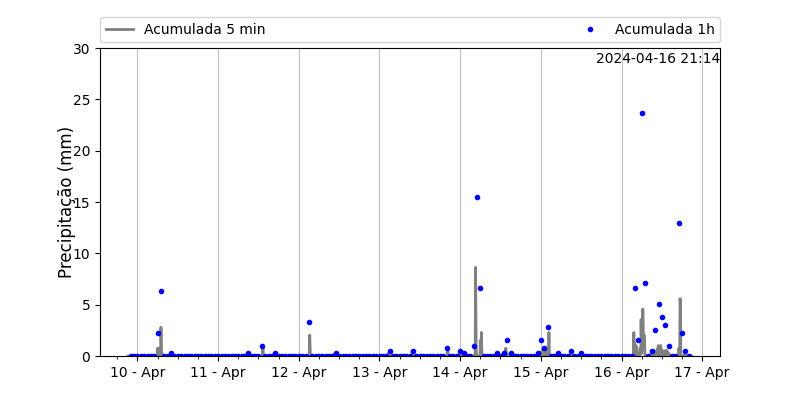 Acumulada 5 min
Acumulada 1h
2024-04-16 21:14
Precipitação (mm)
30
25
20
15
10
5
0
10 - Apr 11 - Apr 12 - Apr 13 - Apr 14 - Apr 15 - Apr 16 - Apr 17 - Apr